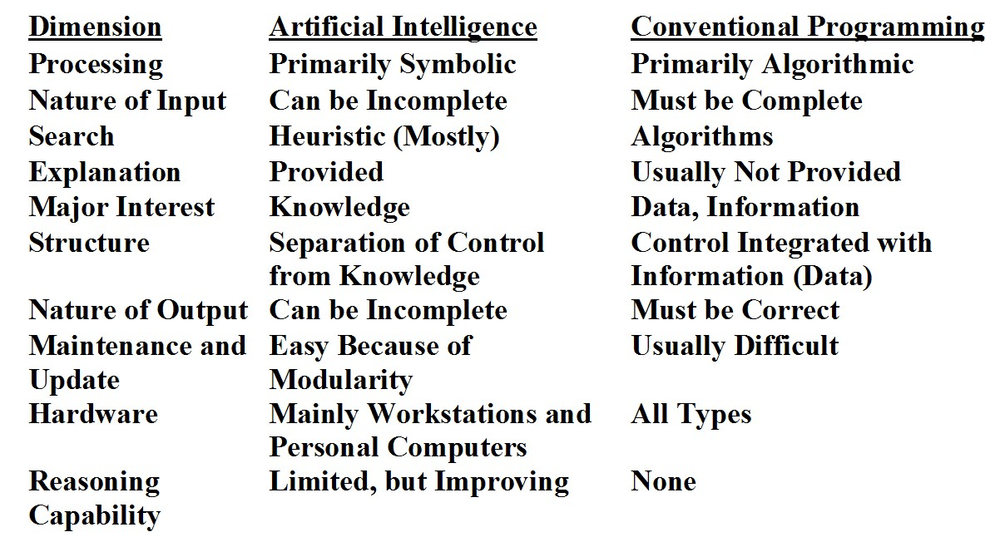 Dimension Artificial Intelligence Conventional Programming
Processing Primarily Symbolic Primarily Algorithmic
Nature of Input Can be Incomplete Must be Complete
Search Heuristic (Mostly) Algorithms
Explanation Provided Usually Not Provided
Major Interest Knowledge Data, Information
Structure Separation of Control Control Integrated with
from Knowledge Information (Data)
Nature of Output Can be Incomplete Must be Correct
Maintenance and Easy Because of Usually Difficult
Update Modularity
Hardware Mainly Workstations and All Types
Personal Computers
Reasoning Limited, but Improving None
Capability